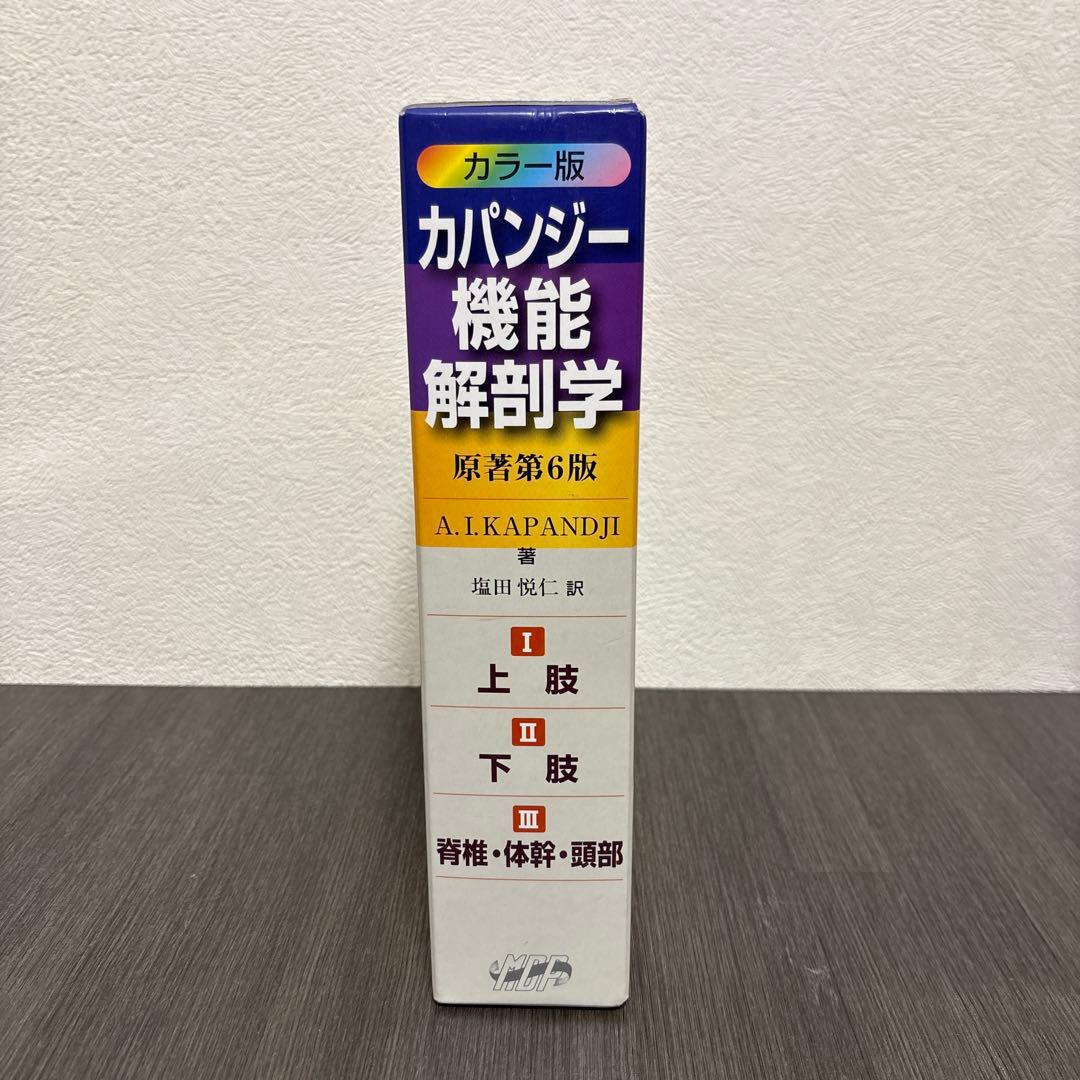 カラー版
カパンジー
機能
解剖学
原著第6版
A.I.KAPANDJI
著
塩田 悦仁 訳
I
上 肢
II
下 肢
III
脊椎・体幹・頭部
MDP